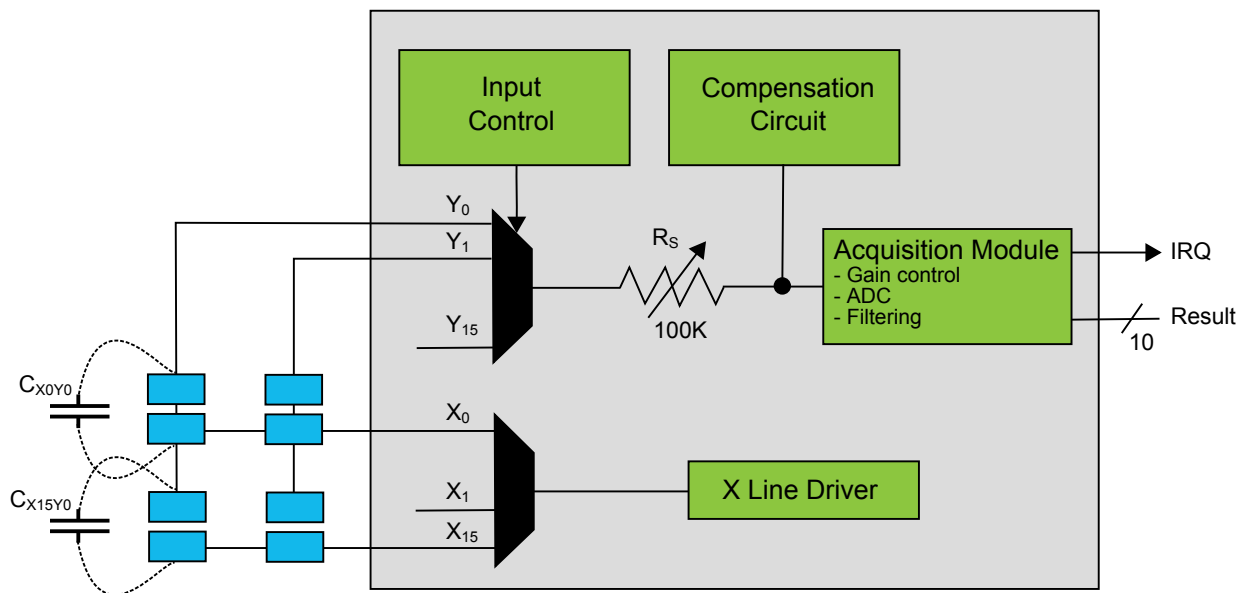 Input
Control
Compensation
Circuit
Y0
Y1
RS
Acquisition Module
- Gain control
- ADC
- Filtering
IRQ
Result
10
Y15
100K
CX0Y0
X0
CX15Y0
X1
X15
X Line Driver